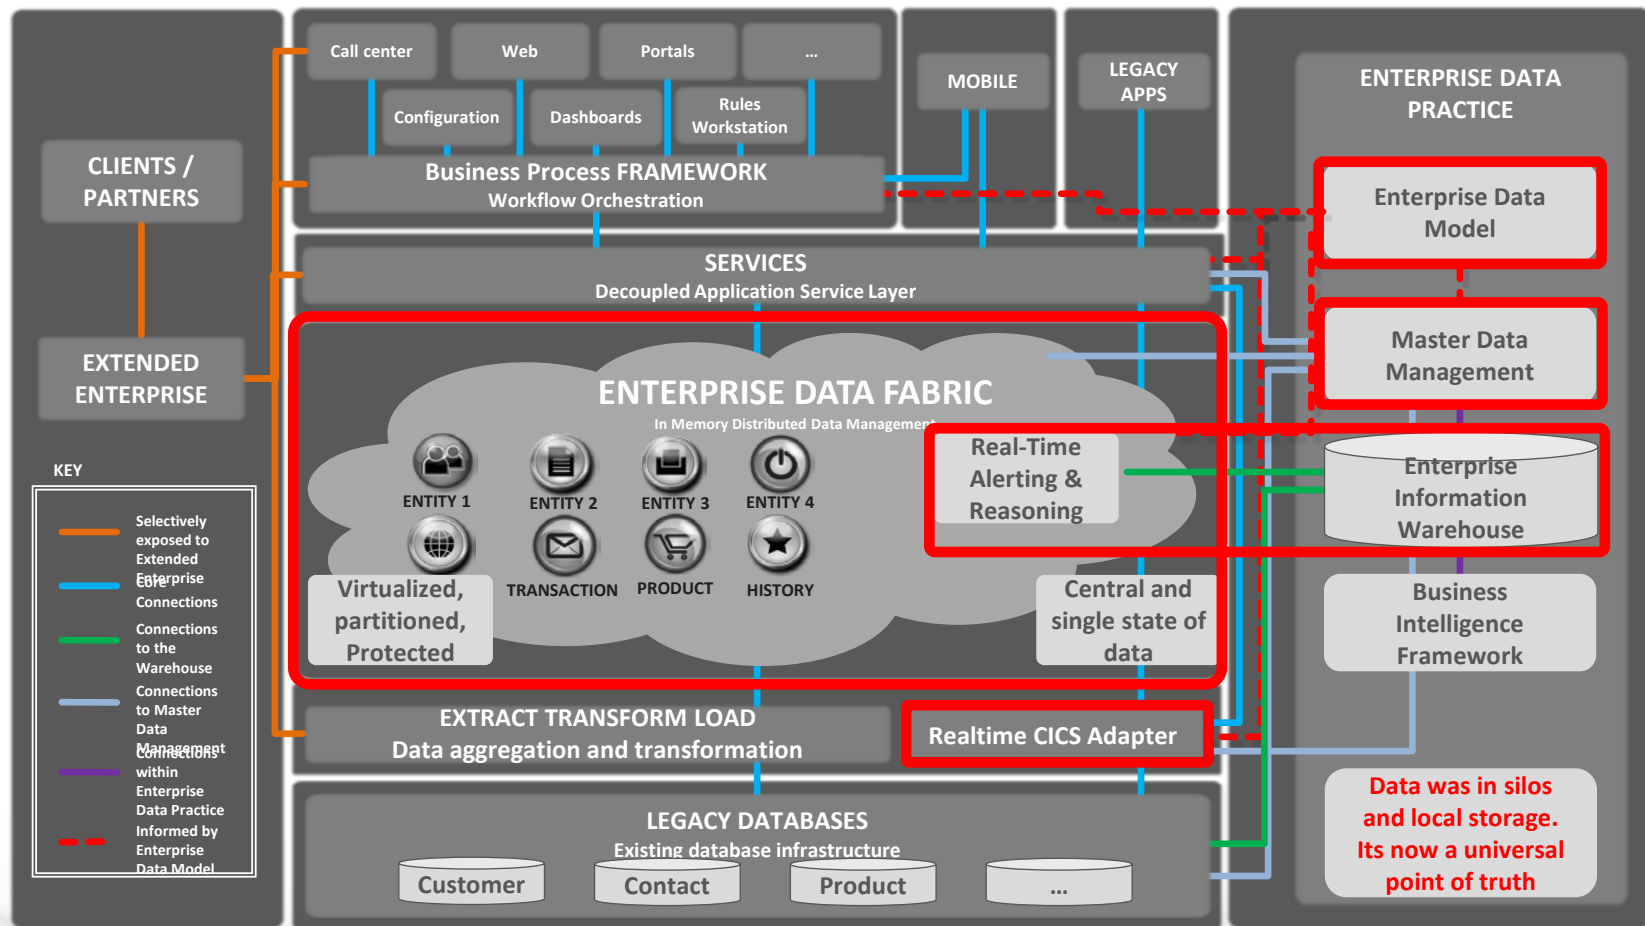 Call center
Web
Portals
...
Configuration
Dashboards
Rules
Workstation
Business Process FRAMEWORK
Workflow Orchestration
MOBILE
LEGACY
APPS
CLIENTS /
PARTNERS
EXTENDED
ENTERPRISE
KEY
Selectively
exposed to
Extended
Enterprise
Core
Connections
Connections
to the
Warehouse
Connections
to Master
Data
Management
Connections
within
Enterprise
Data Practice
Informed by
Enterprise
Data Model
SERVICES
Decoupled Application Service Layer
ENTERPRISE DATA FABRIC
In Memory Distributed Data Management
ENTITY 1
ENTITY 2
ENTITY 3
ENTITY 4
TRANSACTION
PRODUCT
HISTORY
Virtualized,
partitioned,
Protected
Real-Time
Alerting &
Reasoning
Central and
single state of
data
EXTRACT TRANSFORM LOAD
Data aggregation and transformation
Realtime CICS Adapter
LEGACY DATABASES
Existing database infrastructure
Customer
Contact
Product
...
ENTERPRISE DATA
PRACTICE
Enterprise Data
Model
Master Data
Management
Enterprise
Information
Warehouse
Business
Intelligence
Framework
Data was in silos
and local storage.
Its now a universal
point of truth